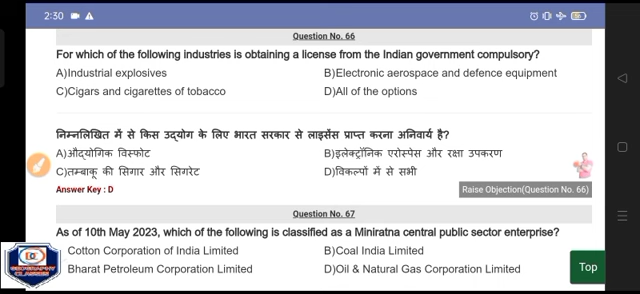 2:30
Question No. 66
For which of the following industries is obtaining a license from the Indian government compulsory?
A)Industrial explosives B)Electronic aerospace and defence equipment
C)Cigars and cigarettes of tobacco D)All of the options
निम्नलिखित में से किस उद्योग के लिए भारत सरकार से लाइसेंस प्राप्त करना अनिवार्य है?
A)औद्योगिक विस्फोट B)इलेक्ट्रॉनिक एरोस्पेस और रक्षा उपकरण
C)तम्बाकू की सिगार और सिगरेट D)विकल्पों में से सभी
Answer Key : D Raise Objection(Question No. 66)
Question No. 67
As of 10th May 2023, which of the following is classified as a Miniratna central public sector enterprise?
Cotton Corporation of India Limited B)Coal India Limited
Bharat Petroleum Corporation Limited D)Oil & Natural Gas Corporation Limited
Top
GEOGRAPHY
CLASSES